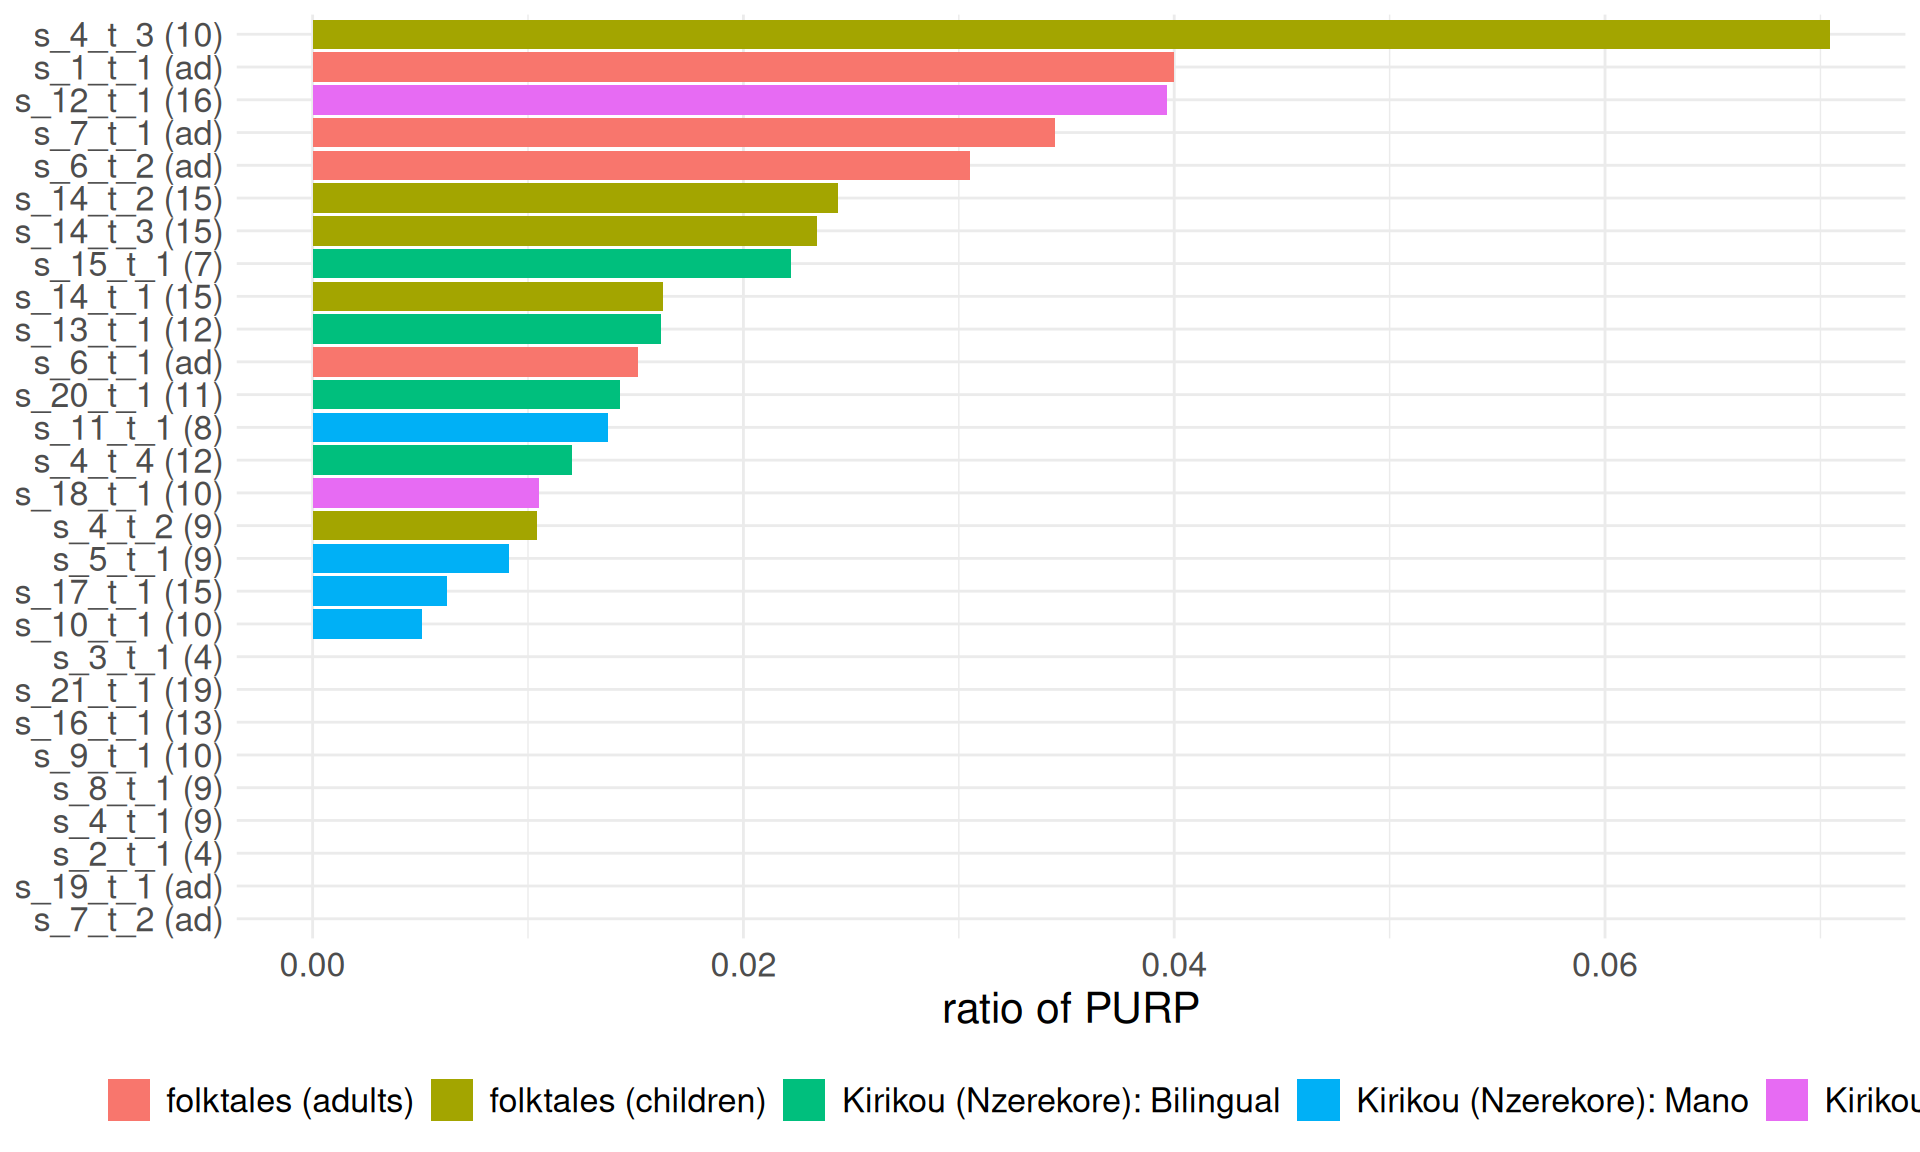 s_4_t_3 (10)
s_1_t_1 (ad)
s_12_t_1 (16)
s_7_t_1 (ad)
s_6_t_2 (ad)
s_14_t_2 (15)
s_14_t_3 (15)
s_15_t_1 (7)
s_14_t_1 (15)
s_13_t_1 (12)
s_6_t_1 (ad)
s_20_t_1 (11)
s_11_t_1 (8)
s_4_t_4 (12)
s_18_t_1 (10)
s_4_t_2 (9)
s_5_t_1 (9)
s_17_t_1 (15)
s_10_t_1 (10)
s_3_t_1 (4)
s_21_t_1 (19)
s_16_t_1 (13)
s_9_t_1 (10)
s_8_t_1 (9)
s_4_t_1 (9)
s_2_t_1 (4)
s_19_t_1 (ad)
s_7_t_2 (ad)
0.00 0.02 0.04 0.06
ratio of PURP
folktales (adults) folktales (children) Kirikou (Nzerekore): Bilingual Kirikou (Nzerekore): Mano